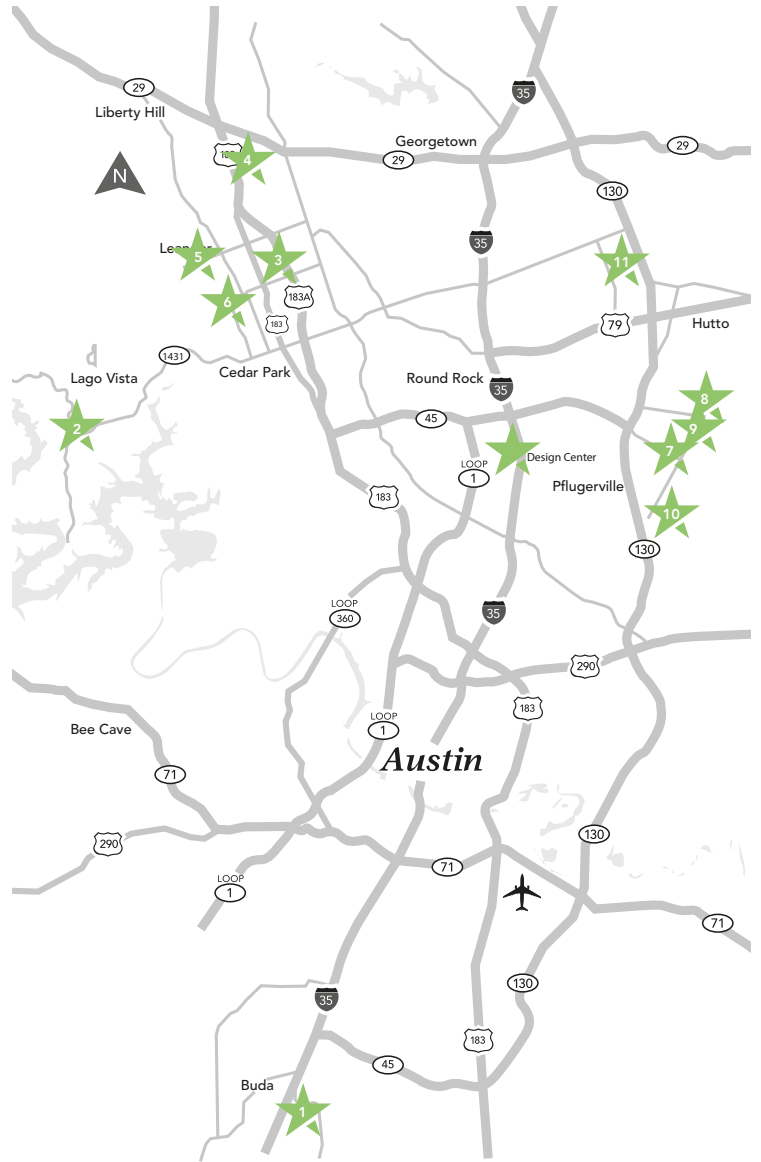 29
Liberty Hill
35
Georgetown
29
29
183
4
N
130
35
Leander
5
3
11
183A
6
183
79
Hutto
1431
Cedar Park
Lago Vista
Round Rock
35
8
2
45
9
7
Design Center
LOOP
1
Pflugerville
183
10
130
LOOP
360
35
290
183
LOOP
1
Bee Cave
Austin
71
290
130
71
LOOP
1
71
130
35
183
45
Buda
1